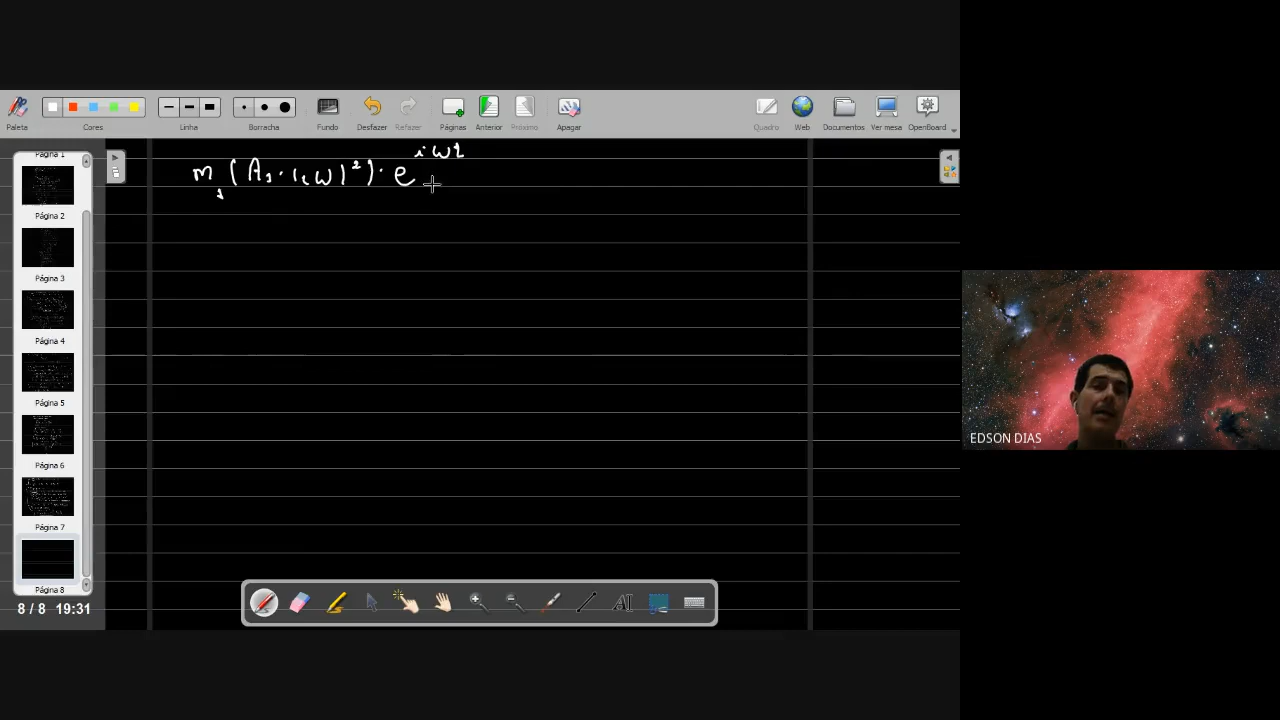 Paleta Cores Linha Borracha Fundo Desfazer Refazer Páginas Anterior Próximo Apagar Quadro Web Documentos Ver mesa OpenBoard
Página 1
m₁(A₁·(iω)²)·e^{iωt}
Página 2
Página 3
Página 4
Página 5
Página 6
Página 7
Página 8
8 / 8 19:31
AI
EDSON DIAS